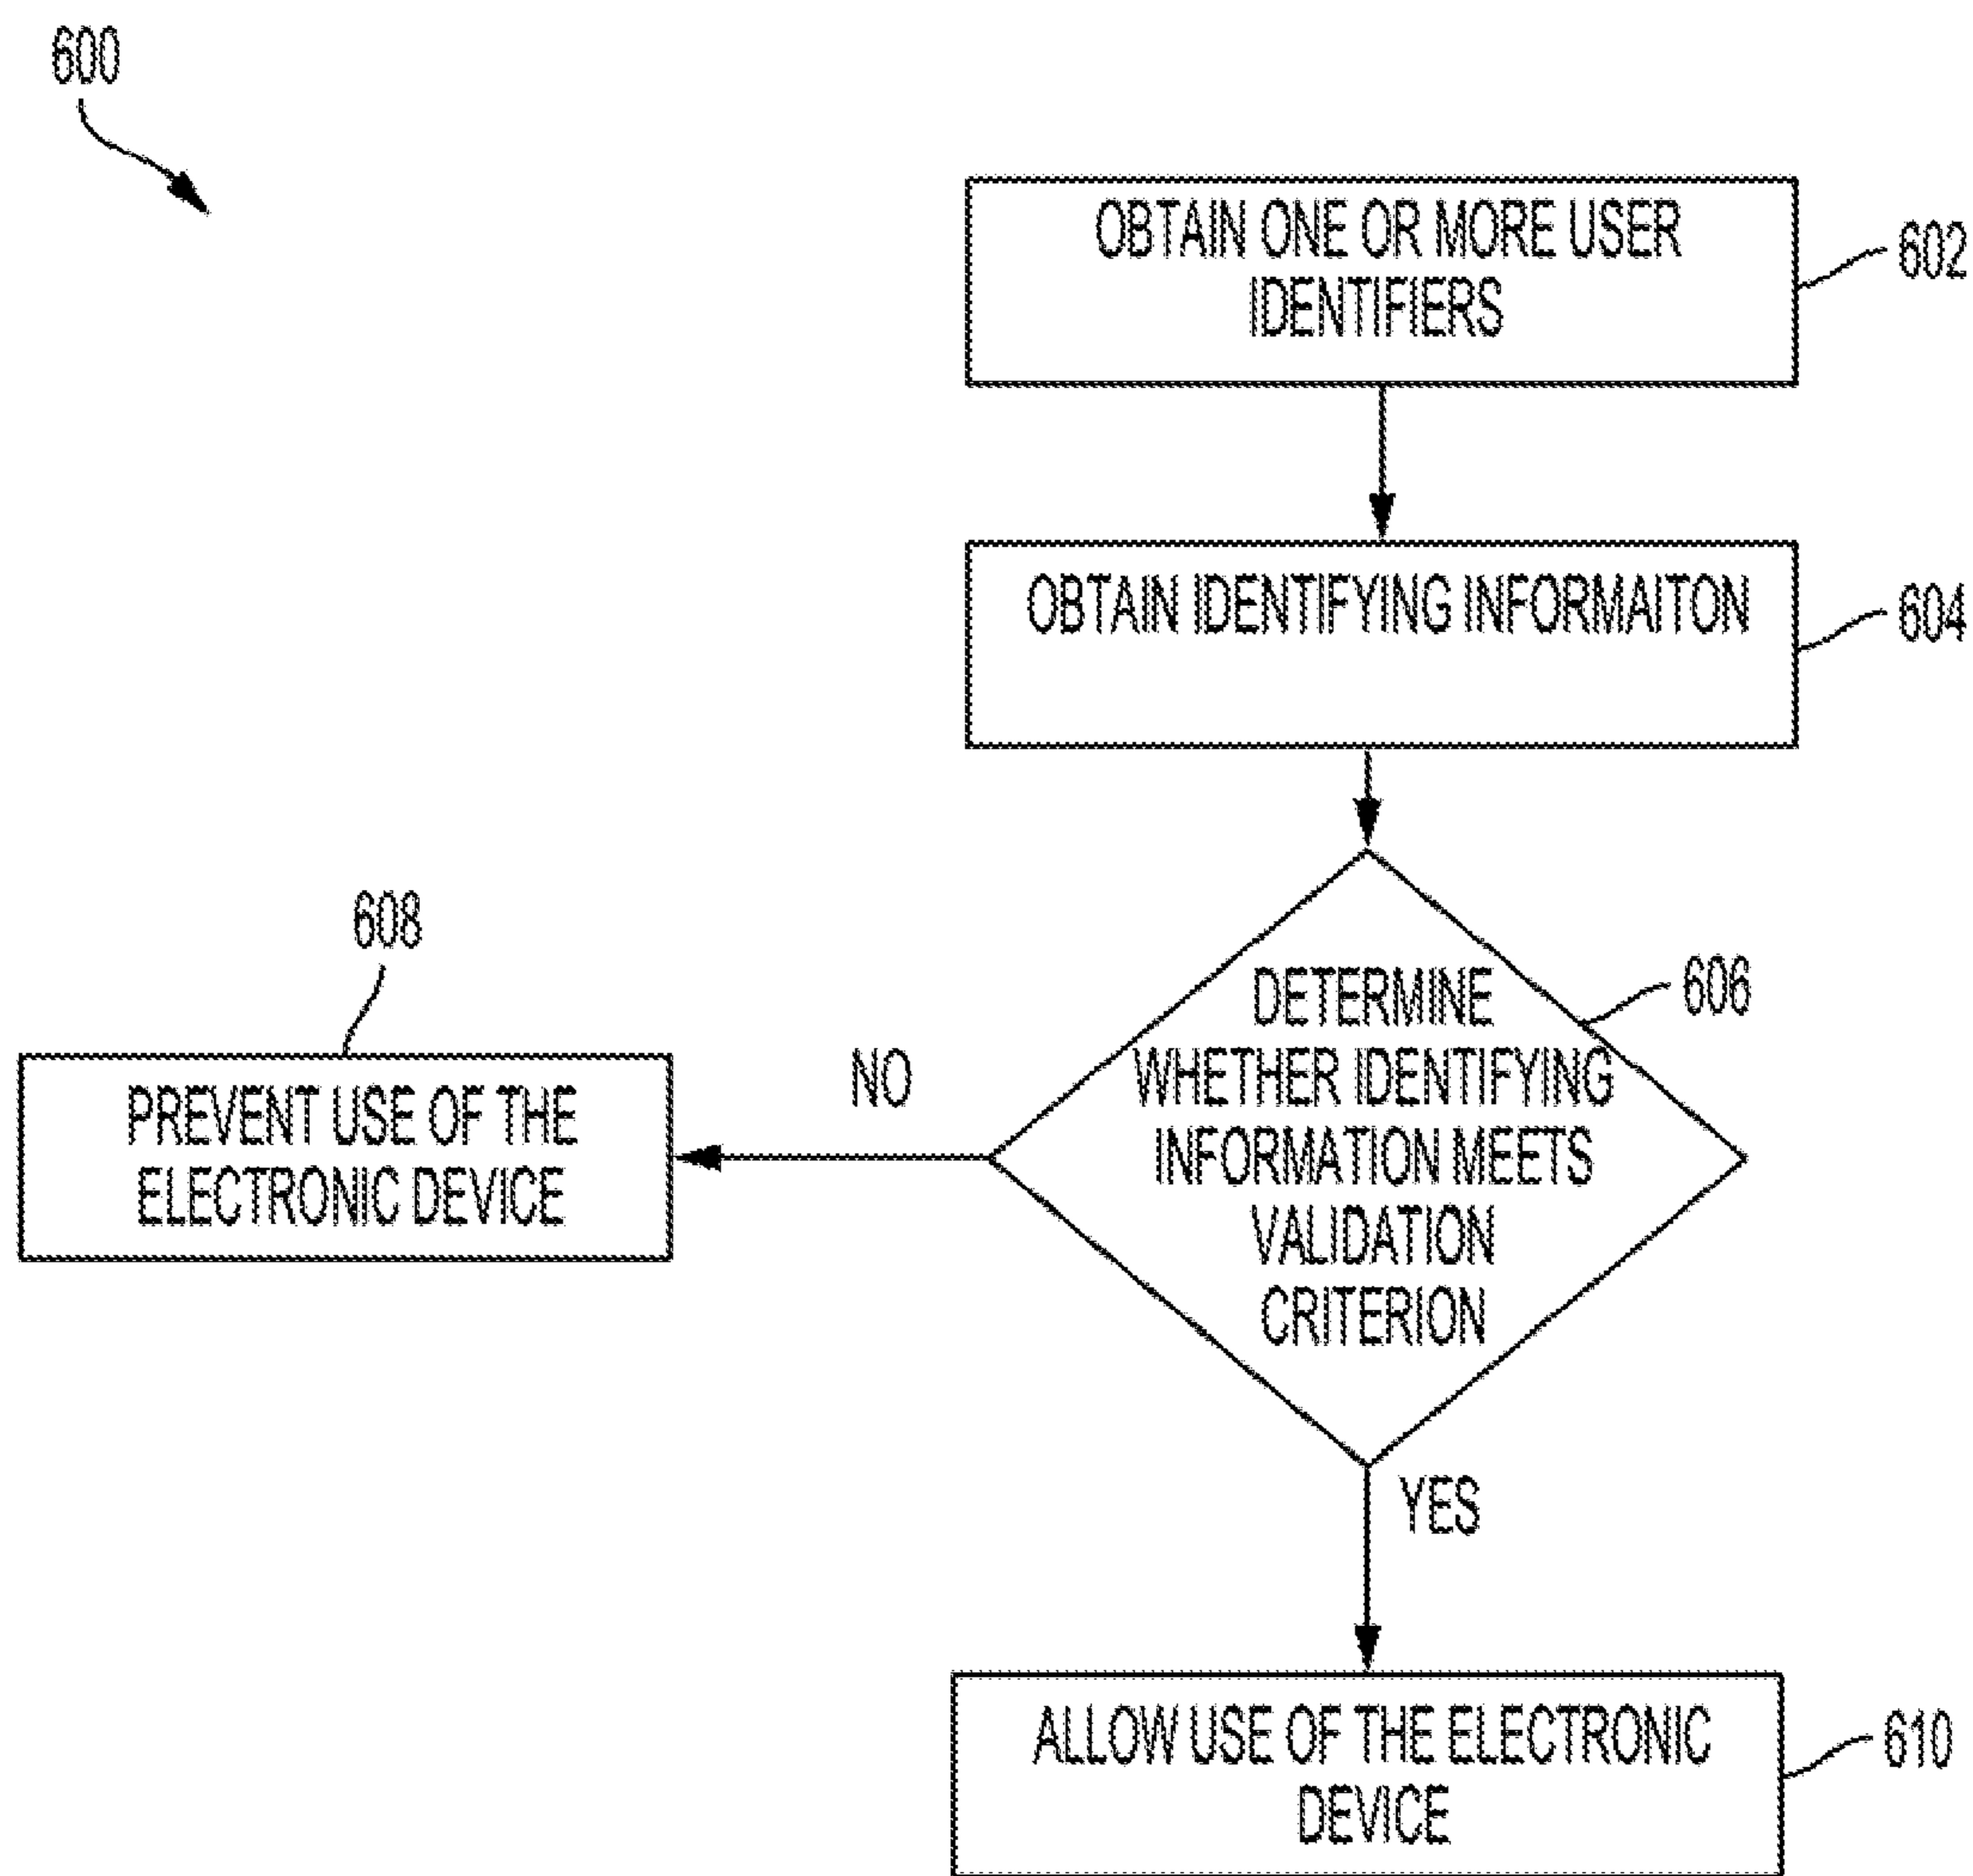 600
OBTAIN ONE OR MORE USER
IDENTIFIERS
602
OBTAIN IDENTIFYING INFORMAITON
604
606
DETERMINE
WHETHER IDENTIFYING
INFORMATION MEETS
VALIDATION
CRITERION
NO
608
PREVENT USE OF THE
ELECTRONIC DEVICE
YES
ALLOW USE OF THE ELECTRONIC
DEVICE
610